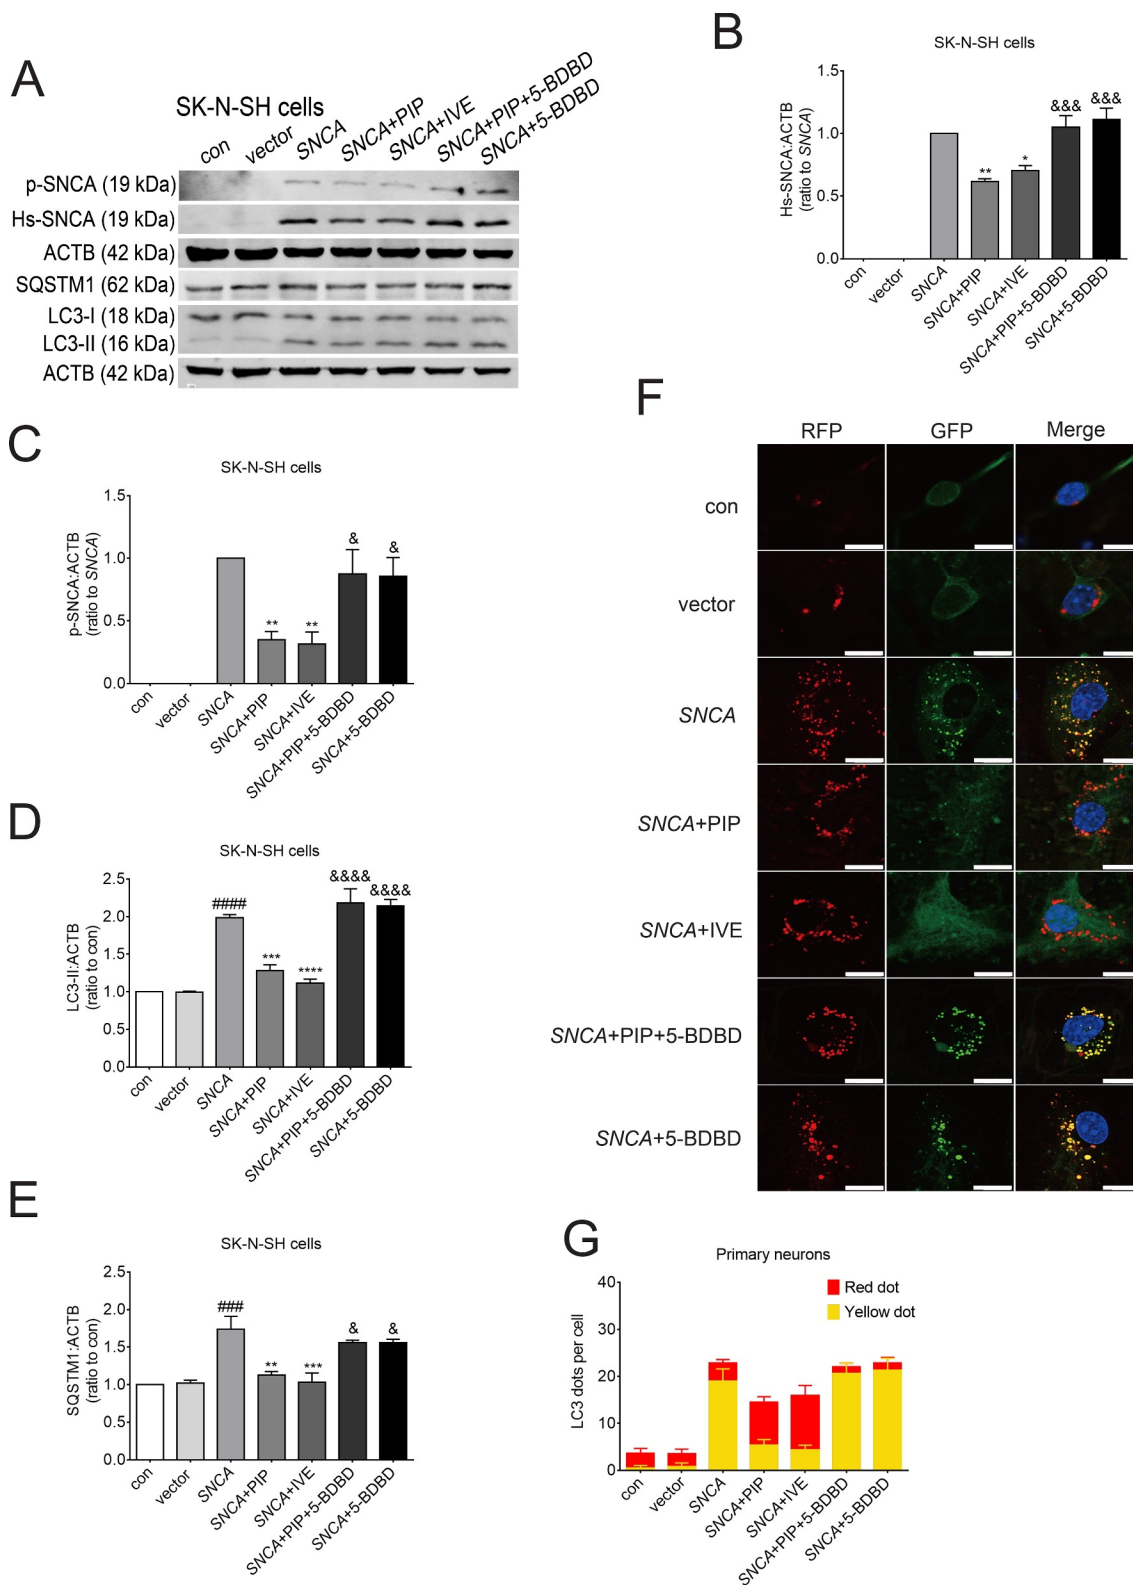 A
SK-N-SH cells
con
vector
SNCA
SNCA+PIP
SNCA+IVE
SNCA+PIP+5-BDBD
SNCA+5-BDBD
p-SNCA (19 kDa)
Hs-SNCA (19 kDa)
ACTB (42 kDa)
SQSTM1 (62 kDa)
LC3-I (18 kDa)
LC3-II (16 kDa)
ACTB (42 kDa)
B
SK-N-SH cells
Hs-SNCA:ACTB
(ratio to SNCA)
1.5
1.0
0.5
0.0
**
*
&&&
&&&
con
vector
SNCA
SNCA+PIP
SNCA+IVE
SNCA+PIP+5-BDBD
SNCA+5-BDBD
C
SK-N-SH cells
p-SNCA:ACTB
(ratio to SNCA)
1.5
1.0
0.5
0.0
**
**
&
&
con
vector
SNCA
SNCA+PIP
SNCA+IVE
SNCA+PIP+5-BDBD
SNCA+5-BDBD
D
SK-N-SH cells
LC3-II:ACTB
(ratio to con)
2.5
2.0
1.5
1.0
0.5
0.0
####
***
****
&&&&
&&&&
con
vector
SNCA
SNCA+PIP
SNCA+IVE
SNCA+PIP+5-BDBD
SNCA+5-BDBD
E
SK-N-SH cells
SQSTM1:ACTB
(ratio to con)
2.5
2.0
1.5
1.0
0.5
0.0
###
**
***
&
&
con
vector
SNCA
SNCA+PIP
SNCA+IVE
SNCA+PIP+5-BDBD
SNCA+5-BDBD
F
RFP GFP Merge
con
vector
SNCA
SNCA+PIP
SNCA+IVE
SNCA+PIP+5-BDBD
SNCA+5-BDBD
G
Primary neurons
Red dot
Yellow dot
LC3 dots per cell
40
30
20
10
0
con
vector
SNCA
SNCA+PIP
SNCA+IVE
SNCA+PIP+5-BDBD
SNCA+5-BDBD